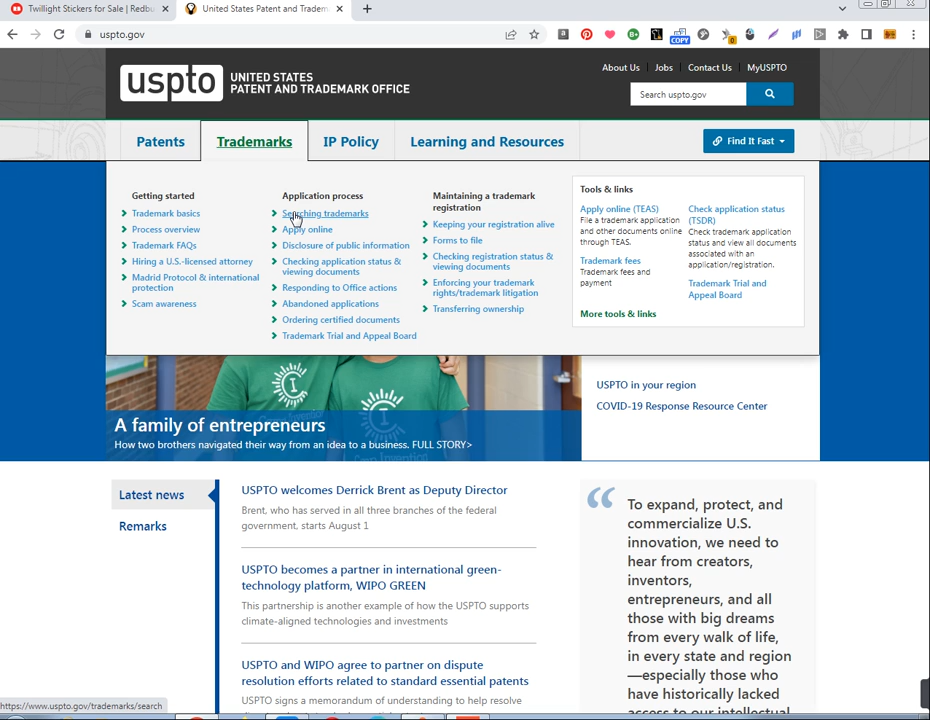 Twillight Stickers for Sale | Redbu
United States Patent and Tradem
uspto.gov
COPY
0
uspto
UNITED STATES
PATENT AND TRADEMARK OFFICE
About Us
Jobs
Contact Us
MyUSPTO
Search uspto.gov
Patents
Trademarks
IP Policy
Learning and Resources
Find It Fast
Getting started
Trademark basics
Process overview
Trademark FAQs
Hiring a U.S.-licensed attorney
Madrid Protocol & international
protection
Scam awareness
Application process
Searching trademarks
Apply online
Disclosure of public information
Checking application status &
viewing documents
Responding to Office actions
Abandoned applications
Ordering certified documents
Trademark Trial and Appeal Board
Maintaining a trademark
registration
Keeping your registration alive
Forms to file
Checking registration status &
viewing documents
Enforcing your trademark
rights/trademark litigation
Transferring ownership
Tools & links
Apply online (TEAS)
File a trademark application
and other documents online
through TEAS.
Trademark fees
Trademark fees and
payment
Check application status
(TSDR)
Check trademark application
status and view all documents
associated with an
application/registration.
Trademark Trial and
Appeal Board
More tools & links
A family of entrepreneurs
How two brothers navigated their way from an idea to a business. FULL STORY>
USPTO in your region
COVID-19 Response Resource Center
Latest news
Remarks
USPTO welcomes Derrick Brent as Deputy Director
Brent, who has served in all three branches of the federal
government, starts August 1
USPTO becomes a partner in international green-
technology platform, WIPO GREEN
This partnership is another example of how the USPTO supports
climate-aligned technologies and investments
USPTO and WIPO agree to partner on dispute
resolution efforts related to standard essential patents
USPTO signs a memorandum of understanding to help resolve
“ To expand, protect, and
commercialize U.S.
innovation, we need to
hear from creators,
inventors,
entrepreneurs, and all
those with big dreams
from every walk of life,
in every state and region
—especially those who
have historically lacked
access to our intellectual
https://www.uspto.gov/trademarks/search